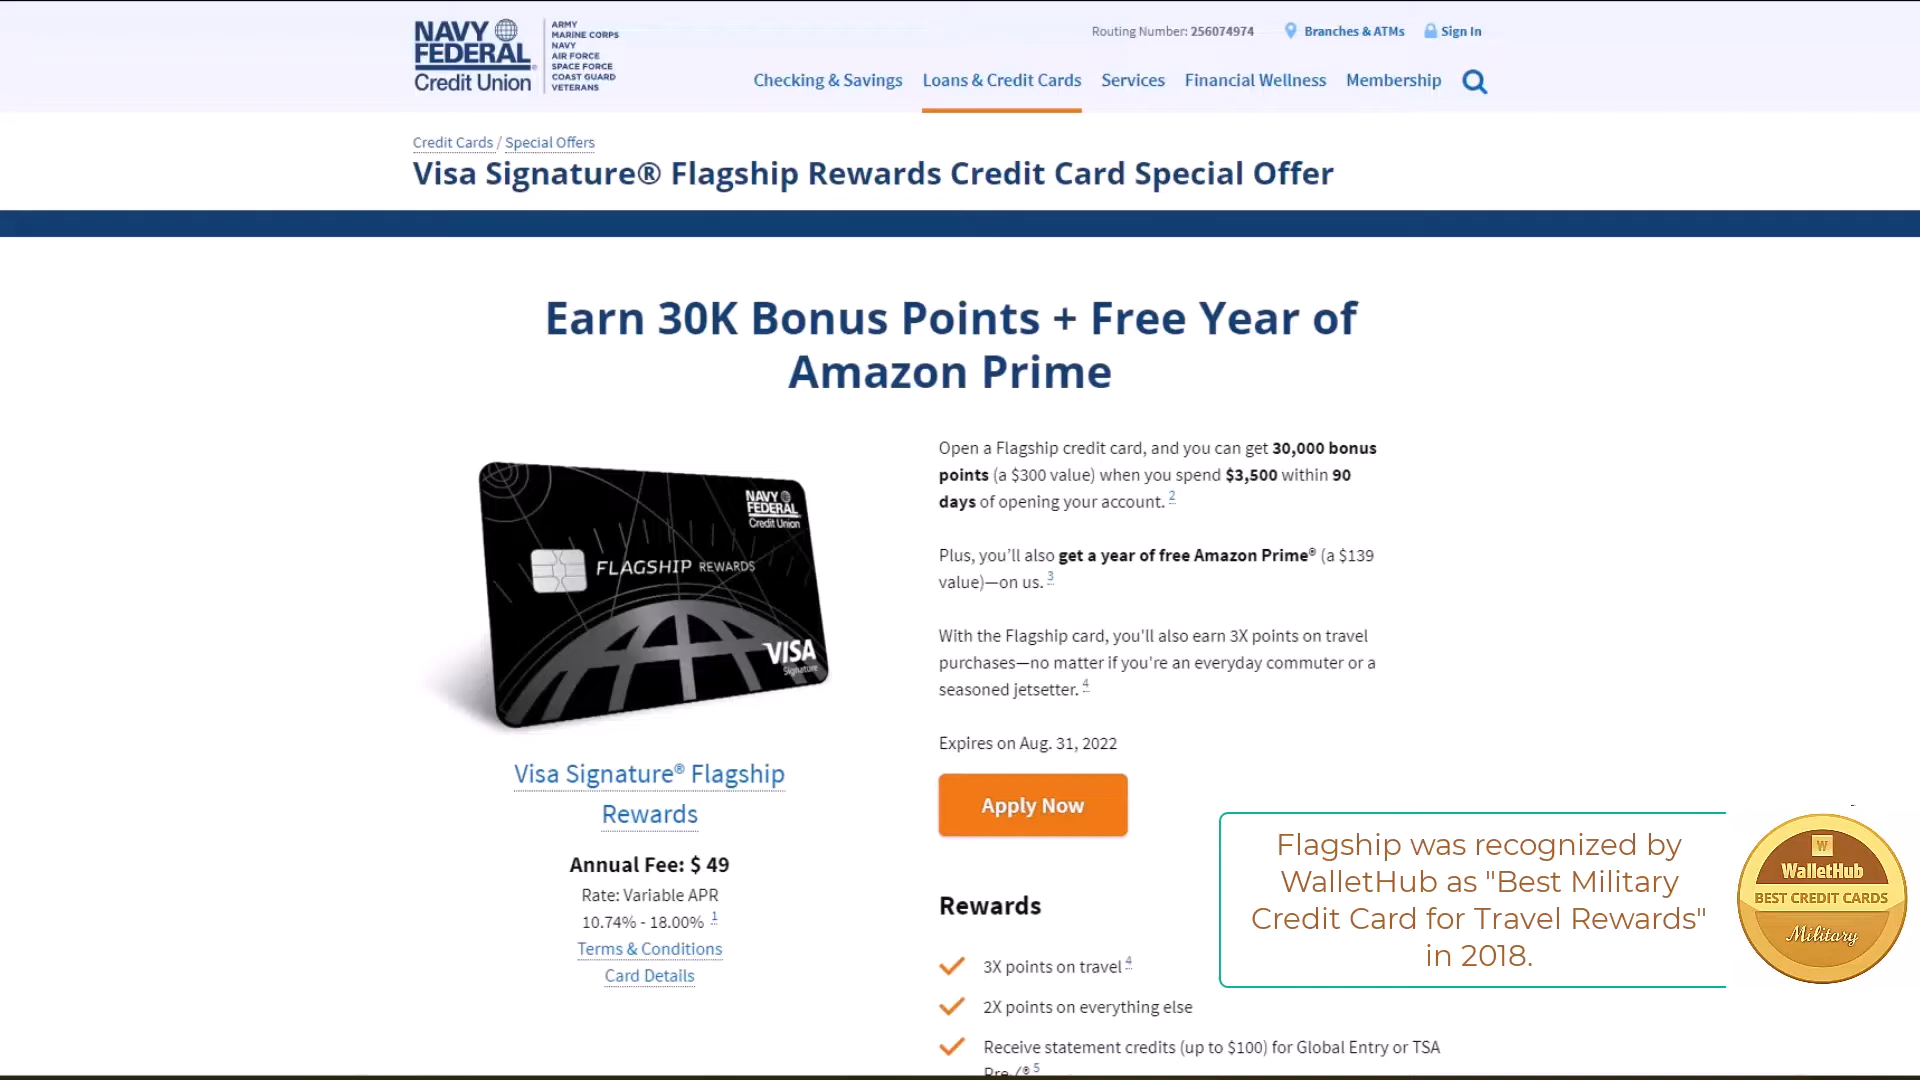 NAVY
FEDERAL
Credit Union
ARMY
MARINE CORPS
NAVY
AIR FORCE
SPACE FORCE
COAST GUARD
VETERANS
Routing Number: 256074974
Branches & ATMs
Sign In
Checking & Savings
Loans & Credit Cards
Services
Financial Wellness
Membership
Credit Cards / Special Offers
Visa Signature® Flagship Rewards Credit Card Special Offer
Earn 30K Bonus Points + Free Year of
Amazon Prime
NAVY
FEDERAL
Credit Union
FLAGSHIP REWARDS
VISA
Signature
Visa Signature® Flagship
Rewards
Annual Fee: $ 49
Rate: Variable APR
10.74% - 18.00% 1
Terms & Conditions
Card Details
Open a Flagship credit card, and you can get 30,000 bonus
points (a $300 value) when you spend $3,500 within 90
days of opening your account. 2
Plus, you'll also get a year of free Amazon Prime® (a $139
value)—on us. 3
With the Flagship card, you'll also earn 3X points on travel
purchases—no matter if you're an everyday commuter or a
seasoned jetsetter. 4
Expires on Aug. 31, 2022
Apply Now
Rewards
3X points on travel 4
2X points on everything else
Receive statement credits (up to $100) for Global Entry or TSA
Pre✓® 5
Flagship was recognized by
WalletHub as "Best Military
Credit Card for Travel Rewards"
in 2018.
W
WalletHub
BEST CREDIT CARDS
Military